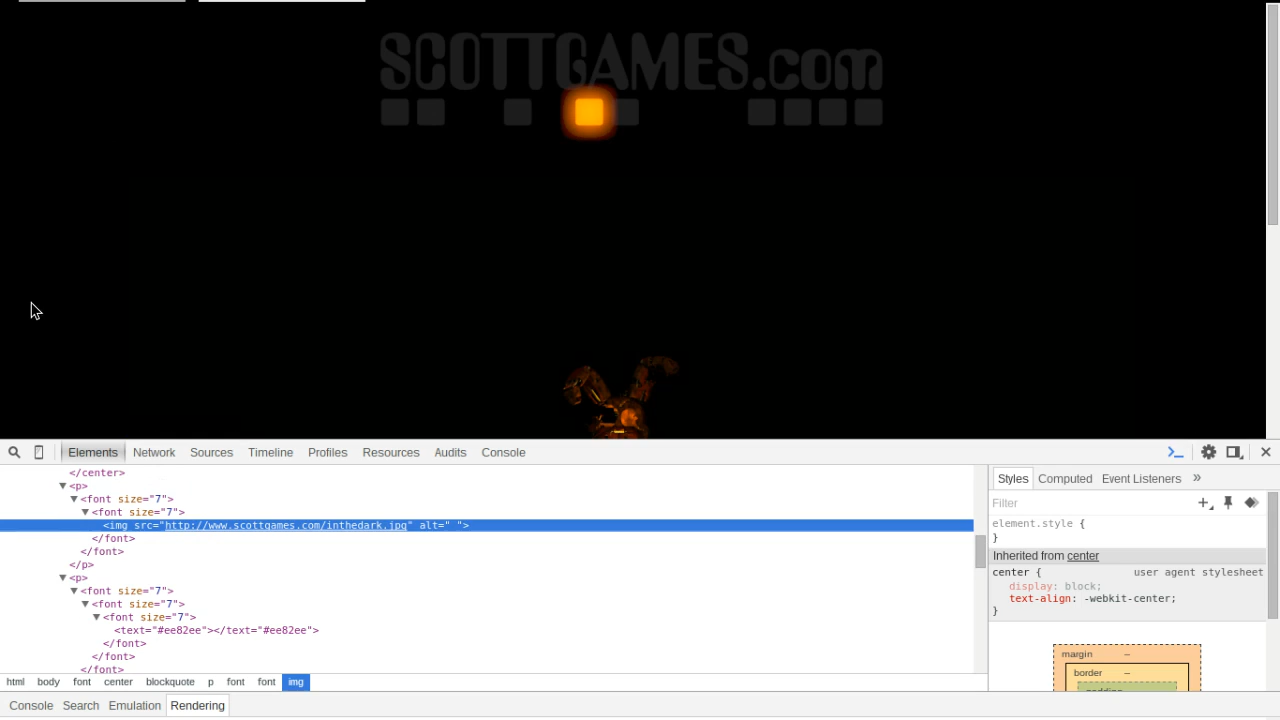 SCOTTGAMES.com
Elements Network Sources Timeline Profiles Resources Audits Console
</center>
<p>
<font size="7">
<font size="7">
<img src="http://www.scottgames.com/inthedark.jpg" alt=" ">
</font>
</font>
</p>
<p>
<font size="7">
<font size="7">
<font size="7">
<text="#ee82ee"></text="#ee82ee">
</font>
</font>
</font>
html body font center blockquote p font font img
Styles Computed Event Listeners »
Filter
element.style {
}
Inherited from center
center { user agent stylesheet
display: block;
text-align: -webkit-center;
}
margin –
border –
padding
Console Search Emulation Rendering